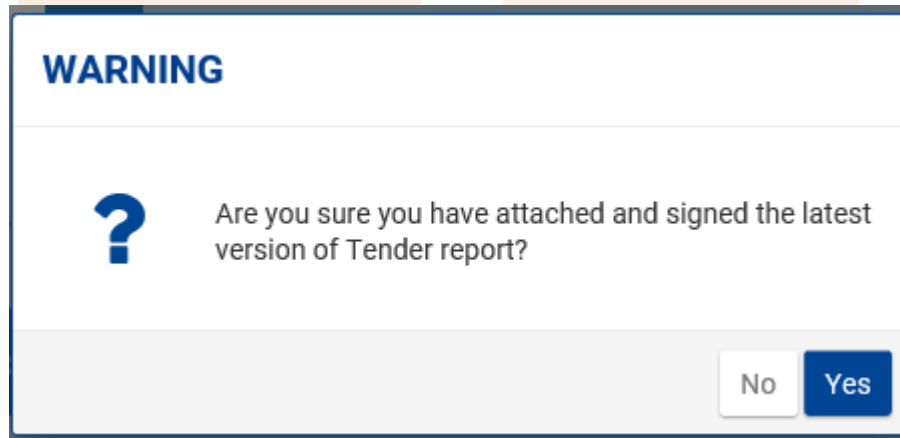 WARNING
Are you sure you have attached and signed the latest
version of Tender report?
No
Yes